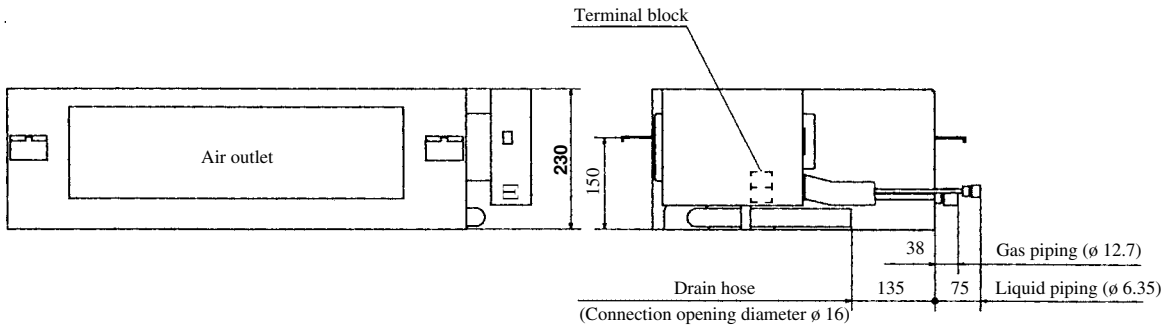 Terminal block
Air outlet
230
150
38
Gas piping (ø 12.7)
Drain hose
135
75
Liquid piping (ø 6.35)
(Connection opening diameter ø 16)